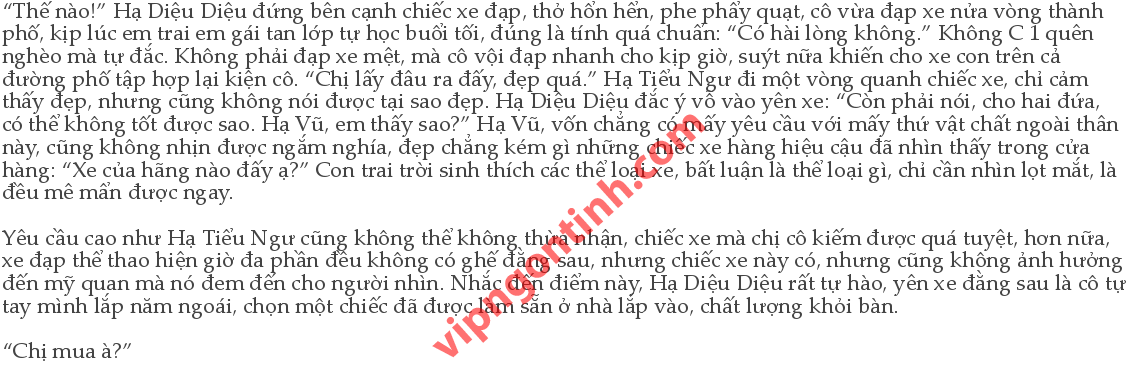 “Thế nào!” Hạ Diệu Diệu đứng bên cạnh chiếc xe đạp, thở hổn hển, phe phẩy quạt, cô vừa đạp xe nửa vòng thành
phố, kịp lúc em trai em gái tan lớp tự học buổi tối, đúng là tính quá chuẩn: “Có hài lòng không.” Không C 1 quên
nghèo mà tự đắc. Không phải đạp xe mệt, mà cô vội đạp nhanh cho kịp giờ, suýt nữa khiến cho xe con trên cả
đường phố tập hợp lại kiện cô. “Chị lấy đâu ra đấy, đẹp quá.” Hạ Tiểu Ngư đi một vòng quanh chiếc xe, chỉ cảm
thấy đẹp, nhưng cũng không nói được tại sao đẹp. Hạ Diệu Diệu đắc ý vỗ vào yên xe: “Còn phải nói, cho hai đứa,
có thể không tốt được sao. Hạ Vũ, em thấy sao?” Hạ Vũ, vốn chẳng có mấy yêu cầu với mấy thứ vật chất ngoài thân
này, cũng không nhịn được ngắm nghía, đẹp chẳng kém gì những chiếc xe hàng hiệu cậu đã nhìn thấy trong cửa
hàng: “Xe của hãng nào đấy ạ?” Con trai trời sinh thích các thể loại xe, bất luận là thể loại gì, chỉ cần nhìn lọt mắt, là
đều mê mẩn được ngay.
Yêu cầu cao như Hạ Tiểu Ngư cũng không thể không thừa nhận, chiếc xe mà chị cô kiếm được quá tuyệt, hơn nữa,
xe đạp thể thao hiện giờ đa phần đều không có ghế đằng sau, nhưng chiếc xe này có, nhưng cũng không ảnh hưởng
đến mỹ quan mà nó đem đến cho người nhìn. Nhắc đến điểm này, Hạ Diệu Diệu rất tự hào, yên xe đằng sau là cô tự
tay mình lắp năm ngoái, chọn một chiếc đã được làm sẵn ở nhà lắp vào, chất lượng khỏi bàn.
“Chị mua à?”
vipngontinh.com